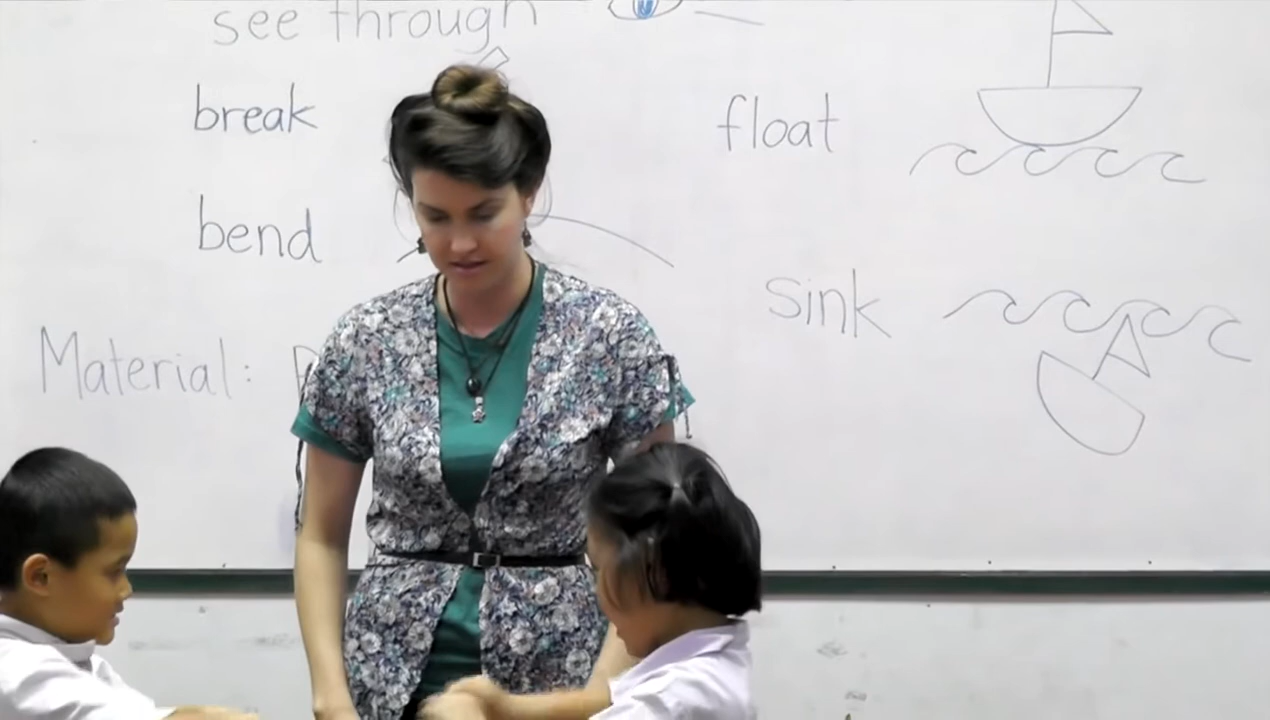 see through
break
float
bend
sink
Material: